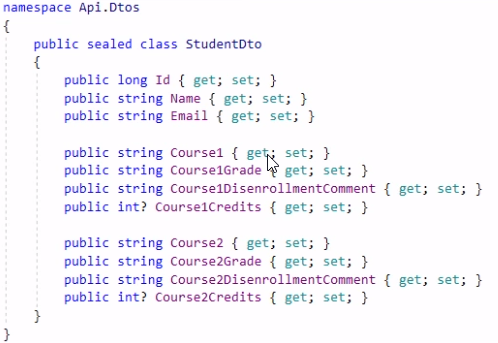 namespace Api.Dtos
{
public sealed class StudentDto
{
public long Id { get; set; }
public string Name { get; set; }
public string Email { get; set; }
public string Course1 { get; set; }
public string Course1Grade { get; set; }
public string Course1DisenrollmentComment { get; set; }
public int? Course1Credits { get; set; }
public string Course2 { get; set; }
public string Course2Grade { get; set; }
public string Course2DisenrollmentComment { get; set; }
public int? Course2Credits { get; set; }
}
}